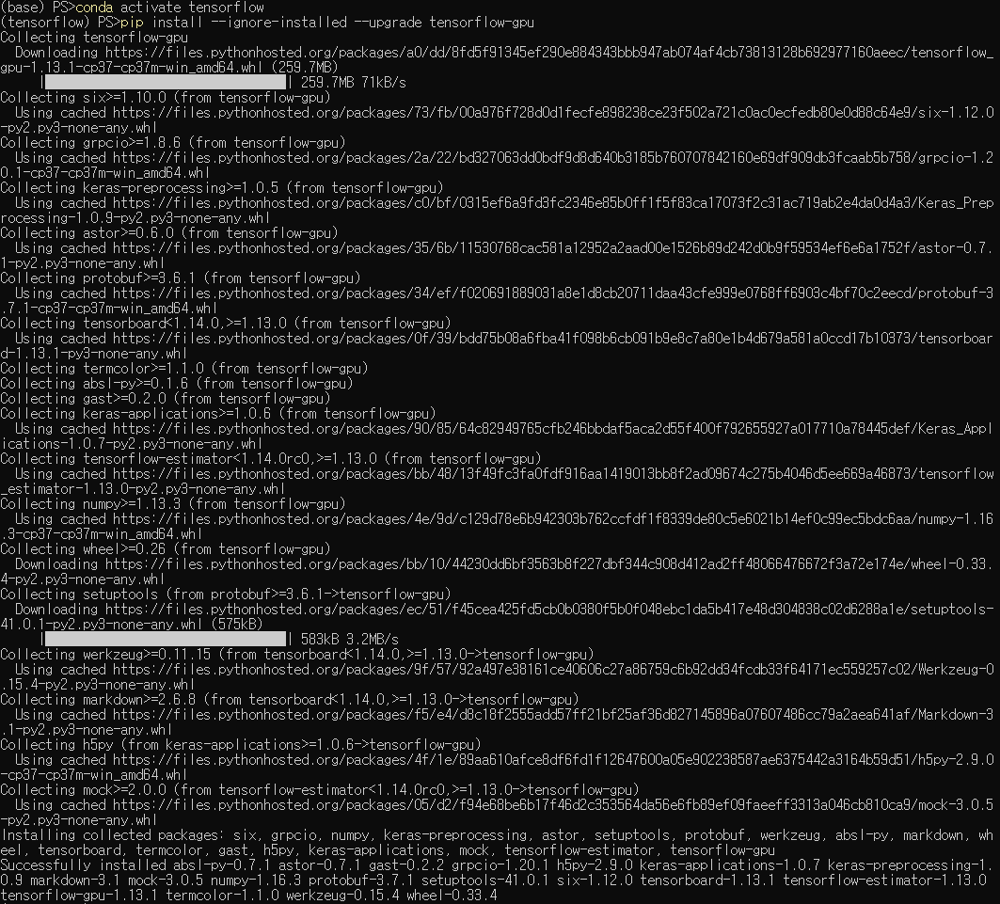 (base) PS>conda activate tensorflow
(tensorflow) PS>pip install --ignore-installed --upgrade tensorflow-gpu
Collecting tensorflow-gpu
  Downloading https://files.pythonhosted.org/packages/a0/dd/8fd5f91345ef290e884343bbb947ab074af4cb73813128b692977160aeec/tensorflow_
gpu-1.13.1-cp37-cp37m-win_amd64.whl (259.7MB)
     |████████████████████████████████| 259.7MB 71kB/s
Collecting six>=1.10.0 (from tensorflow-gpu)
  Using cached https://files.pythonhosted.org/packages/73/fb/00a976f728d0d1fecfe898238ce23f502a721c0ac0ecfedb80e0d88c64e9/six-1.12.0
-py2.py3-none-any.whl
Collecting grpcio>=1.8.6 (from tensorflow-gpu)
  Using cached https://files.pythonhosted.org/packages/2a/22/bd327063dd0bdf9d8d640b3185b760707842160e69df909db3fcaab5b758/grpcio-1.2
0.1-cp37-cp37m-win_amd64.whl
Collecting keras-preprocessing>=1.0.5 (from tensorflow-gpu)
  Using cached https://files.pythonhosted.org/packages/c0/bf/0315ef6a9fd3fc2346e85b0ff1f5f83ca17073f2c31ac719ab2e4da0d4a3/Keras_Prep
rocessing-1.0.9-py2.py3-none-any.whl
Collecting astor>=0.6.0 (from tensorflow-gpu)
  Using cached https://files.pythonhosted.org/packages/35/6b/11530768cac581a12952a2aad00e1526b89d242d0b9f59534ef6e6a1752f/astor-0.7.
1-py2.py3-none-any.whl
Collecting protobuf>=3.6.1 (from tensorflow-gpu)
  Using cached https://files.pythonhosted.org/packages/34/ef/f020691889031a8e1d8cb20711daa43cfe999e0768ff6903c4bf70c2eecd/protobuf-3
.7.1-cp37-cp37m-win_amd64.whl
Collecting tensorboard<1.14.0,>=1.13.0 (from tensorflow-gpu)
  Using cached https://files.pythonhosted.org/packages/0f/39/bdd75b08a6fba41f098b6cb091b9e8c7a80e1b4d679a581a0ccd17b10373/tensorboar
d-1.13.1-py3-none-any.whl
Collecting termcolor>=1.1.0 (from tensorflow-gpu)
Collecting absl-py>=0.1.6 (from tensorflow-gpu)
Collecting gast>=0.2.0 (from tensorflow-gpu)
Collecting keras-applications>=1.0.6 (from tensorflow-gpu)
  Using cached https://files.pythonhosted.org/packages/90/85/64c82949765cfb246bbdaf5aca2d55f400f792655927a017710a78445def/Keras_Appl
ications-1.0.7-py2.py3-none-any.whl
Collecting tensorflow-estimator<1.14.0rc0,>=1.13.0 (from tensorflow-gpu)
  Using cached https://files.pythonhosted.org/packages/bb/48/13f49fc3fa0fdf916aa1419013bb8f2ad09674c275b4046d5ee669a46873/tensorflow
_estimator-1.13.0-py2.py3-none-any.whl
Collecting numpy>=1.13.3 (from tensorflow-gpu)
  Using cached https://files.pythonhosted.org/packages/4e/9d/c129d78e6b942303b762ccfdf1f8339de80c5e6021b14ef0c99ec5bdc6aa/numpy-1.16
.3-cp37-cp37m-win_amd64.whl
Collecting wheel>=0.26 (from tensorflow-gpu)
  Downloading https://files.pythonhosted.org/packages/bb/10/44230dd6bf3563b8f227dbf344c908d412ad2ff48066476672f3a72e174e/wheel-0.33.
4-py2.py3-none-any.whl
Collecting setuptools (from protobuf>=3.6.1->tensorflow-gpu)
  Downloading https://files.pythonhosted.org/packages/ec/51/f45cea425fd5cb0b0380f5b0f048ebc1da5b417e48d304838c02d6288a1e/setuptools-
41.0.1-py2.py3-none-any.whl (575kB)
     |████████████████████████████████| 583kB 3.2MB/s
Collecting werkzeug>=0.11.15 (from tensorboard<1.14.0,>=1.13.0->tensorflow-gpu)
  Using cached https://files.pythonhosted.org/packages/9f/57/92a497e38161ce40606c27a86759c6b92dd34fcdb33f64171ec559257c02/Werkzeug-0
.15.4-py2.py3-none-any.whl
Collecting markdown>=2.6.8 (from tensorboard<1.14.0,>=1.13.0->tensorflow-gpu)
  Using cached https://files.pythonhosted.org/packages/f5/e4/d8c18f2555add57ff21bf25af36d827145896a07607486cc79a2aea641af/Markdown-3
.1-py2.py3-none-any.whl
Collecting h5py (from keras-applications>=1.0.6->tensorflow-gpu)
  Using cached https://files.pythonhosted.org/packages/4f/1e/89aa610afce8df6fd1f12647600a05e902238587ae6375442a3164b59d51/h5py-2.9.0
-cp37-cp37m-win_amd64.whl
Collecting mock>=2.0.0 (from tensorflow-estimator<1.14.0rc0,>=1.13.0->tensorflow-gpu)
  Using cached https://files.pythonhosted.org/packages/05/d2/f94e68be6b17f46d2c353564da56e6fb89ef09faeeff3313a046cb810ca9/mock-3.0.5
-py2.py3-none-any.whl
Installing collected packages: six, grpcio, numpy, keras-preprocessing, astor, setuptools, protobuf, werkzeug, absl-py, markdown, wh
eel, tensorboard, termcolor, gast, h5py, keras-applications, mock, tensorflow-estimator, tensorflow-gpu
Successfully installed absl-py-0.7.1 astor-0.7.1 gast-0.2.2 grpcio-1.20.1 h5py-2.9.0 keras-applications-1.0.7 keras-preprocessing-1.
0.9 markdown-3.1 mock-3.0.5 numpy-1.16.3 protobuf-3.7.1 setuptools-41.0.1 six-1.12.0 tensorboard-1.13.1 tensorflow-estimator-1.13.0
tensorflow-gpu-1.13.1 termcolor-1.1.0 werkzeug-0.15.4 wheel-0.33.4